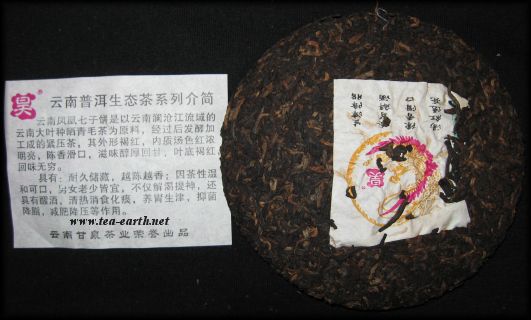 昊
云南普洱生态茶系列介简
云南凤凰七子饼是以云南澜沧江流域的
云南大叶种晒青毛茶为原料，经过后发酵加
工成的紧压茶，其外形褐红，内质汤色红浓
明亮，陈香滑口，滋味醇厚回甘，叶底褐红
回味无穷。
具有：耐久储藏，越陈越香；因茶性温
和可口，男女老少皆宜，不仅解渴提神，还
具有醒酒，清热消食化痰，养胃生津，抑菌
降脂，减肥降压等作用。
www.tea-earth.net
云南甘泉茶业荣誉出品
昊